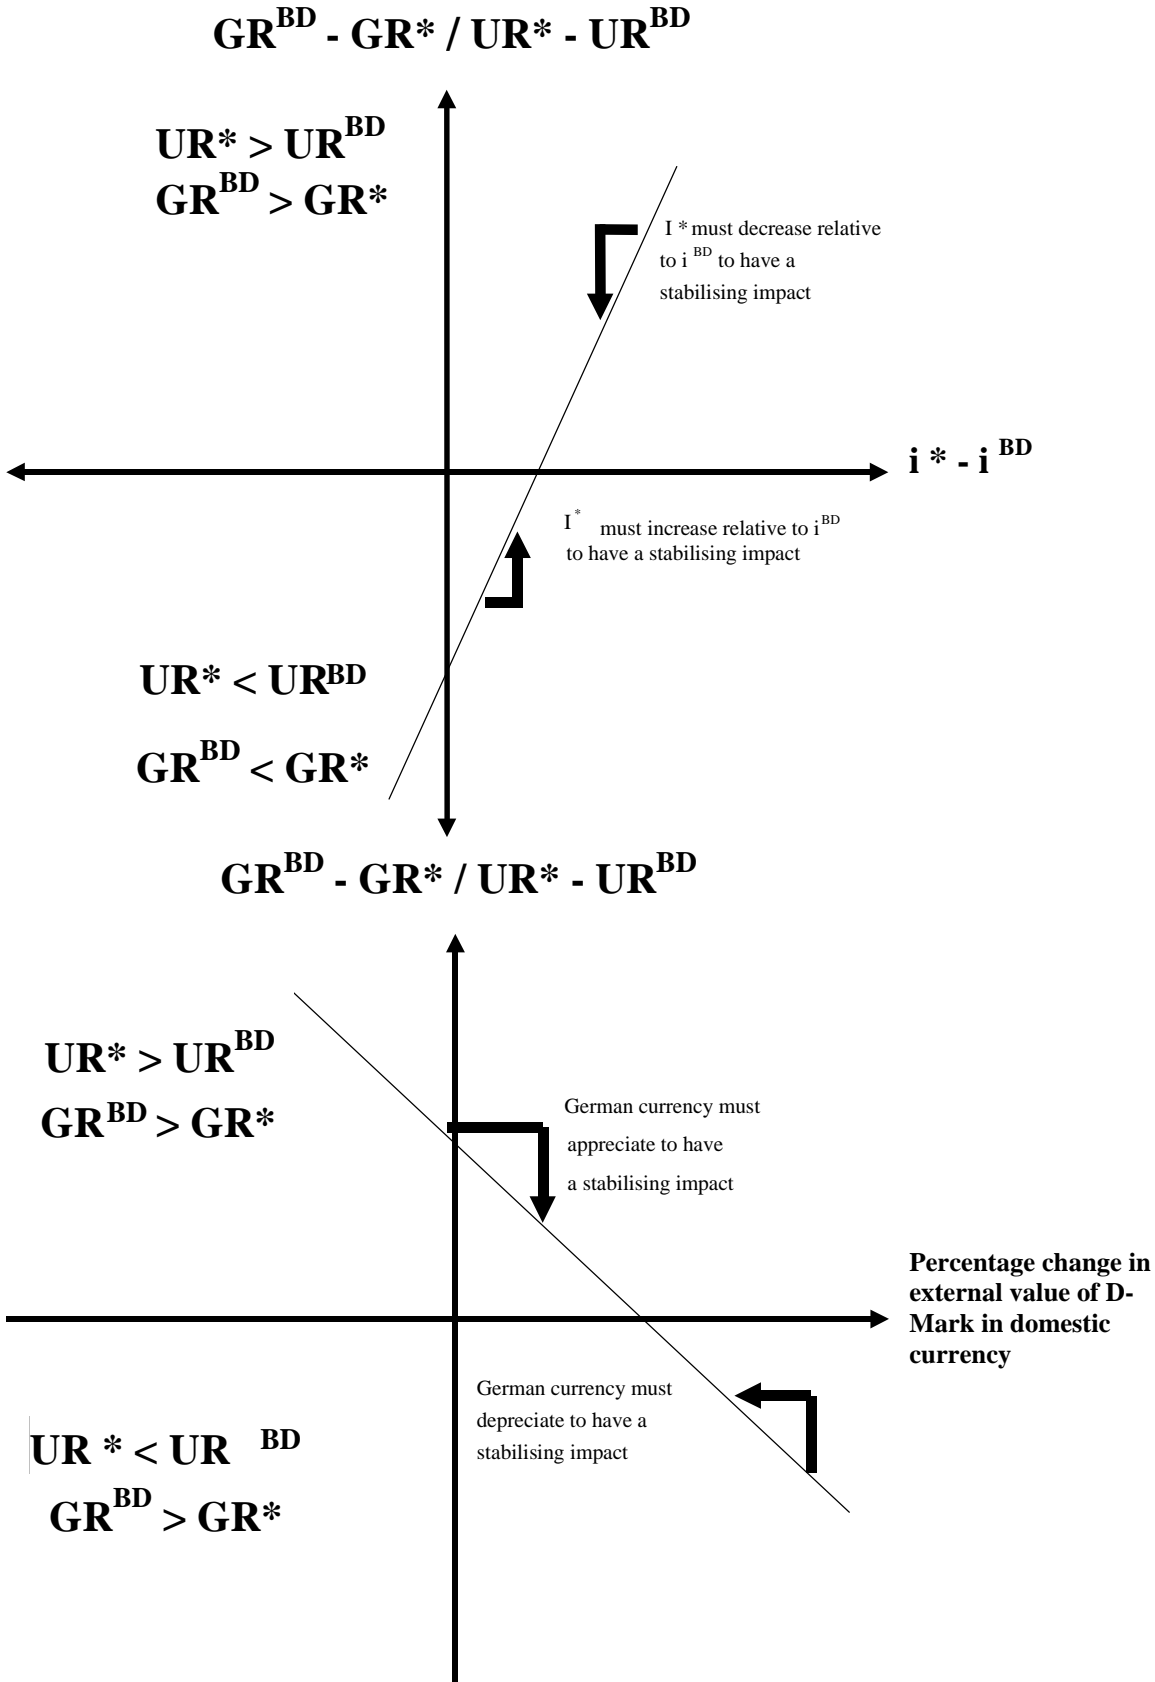 GR^BD - GR* / UR* - UR^BD
UR* > UR^BD
GR^BD > GR*
I * must decrease relative
to i ^BD to have a
stabilising impact
i * - i ^BD
I^* must increase relative to i^BD
to have a stabilising impact
UR* < UR^BD
GR^BD < GR*
GR^BD - GR* / UR* - UR^BD
UR* > UR^BD
GR^BD > GR*
German currency must
appreciate to have
a stabilising impact
Percentage change in
external value of D-
Mark in domestic
currency
German currency must
depreciate to have a
stabilising impact
UR * < UR ^BD
GR^BD > GR*